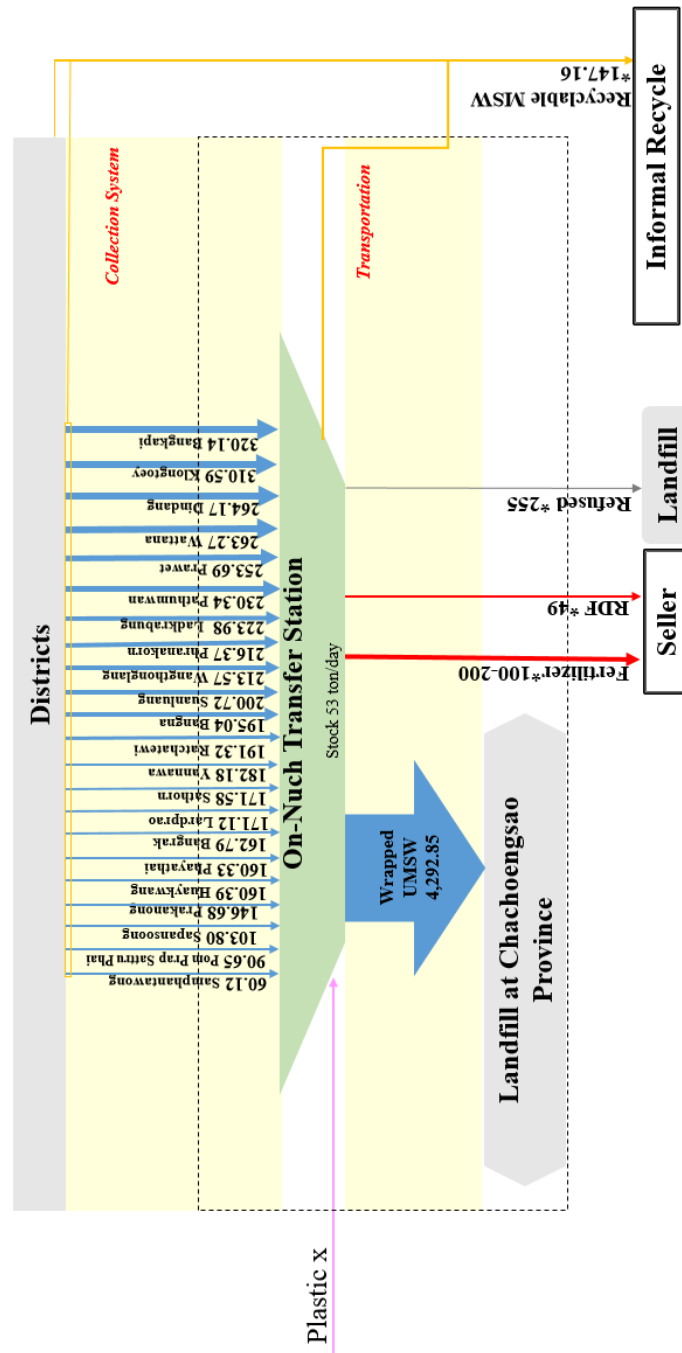 Districts
Collection System
320.14 Bangkapi
310.59 Klongtoey
264.17 Dindang
263.27 Wattana
253.69 Prawet
230.34 Pathumwan
223.98 Ladkrabung
216.37 Phranakorn
213.57 Wangthonglang
200.72 Suanluang
195.04 Bangna
191.32 Ratchatewi
182.18 Yannawa
171.58 Sathorn
171.12 Lardprao
162.79 Bangrak
160.33 Phayathai
160.39 Huaykwang
146.68 Prakanong
103.80 Sapansoong
90.65 Pom Prap Sattru Phai
60.12 Samphantawong
On-Nuch Transfer Station
Stock 53 ton/day
Plastic x
Transportation
Wrapped
UMSW
4,292.85
Fertilizer*100-200
RDF *49
Refused*255
Recyclable MSW
*147.16
Landfill at Chachoengsao
Province
Seller
Landfill
Informal Recycle